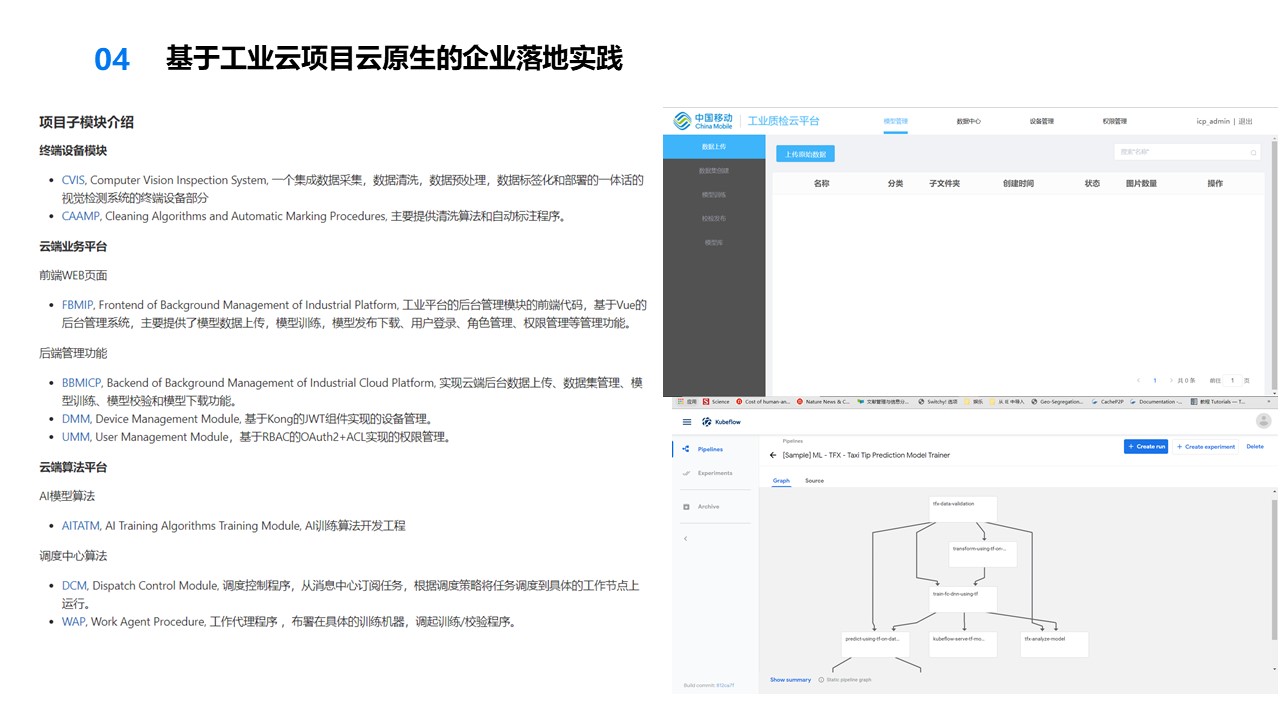 04 基于工业云项目云原生的企业落地实践
项目子模块介绍
终端设备模块
• CVIS, Computer Vision Inspection System, 一个集成数据采集，数据清洗，数据预处理，数据标签化和部署的一体话的
视觉检测系统的终端设备部分
• CAAMP, Cleaning Algorithms and Automatic Marking Procedures, 主要提供清洗算法和自动标注程序。
云端业务平台
前端WEB页面
• FBMIP, Frontend of Background Management of Industrial Platform, 工业平台的后台管理模块的前端代码，基于Vue的
后台管理系统，主要提供了模型数据上传，模型训练，模型发布下载、用户登录、角色管理、权限管理等管理功能。
后端管理功能
• BBMICP, Backend of Background Management of Industrial Cloud Platform, 实现云端后台数据上传、数据集管理、模
型训练、模型校验和模型下载功能。
• DMM, Device Management Module, 基于Kong的JWT组件实现的设备管理。
• UMM, User Management Module，基于RBAC的OAuth2+ACL实现的权限管理。
云端算法平台
AI模型算法
• AITATM, AI Training Algorithms Training Module, AI训练算法开发工程
调度中心算法
• DCM, Dispatch Control Module, 调度控制程序，从消息中心订阅任务，根据调度策略将任务调度到具体的工作节点上
运行。
• WAP, Work Agent Procedure, 工作代理程序 ，布署在具体的训练机器，调起训练/校验程序。
中国移动
China Mobile
工业质检云平台
模型管理 数据中心 设备管理 权限管理 icp_admin | 退出
数据上传
数据集创建
模型训练
校验发布
模型库
上传原始数据
搜索"名称"
名称 分类 子文件夹 创建时间 状态 图片数量 操作
‹ 1 › 共 0 条 前往 1 页
应用 Science Cost of human-an... Nature News & C... 文献管理与信息分... Switchy! 选项 娱乐 从 IE 中导入 Geo-Segregation... CacheP2P Documentation -... 教程 Tutorials — T...
Kubeflow
Pipelines
Experiments
Archive
Pipelines
[Sample] ML - TFX - Taxi Tip Prediction Model Trainer
+ Create run + Create experiment Delete
Graph Source
tfx-data-validation
transform-using-tf-on-...
train-fc-dnn-using-tf
predict-using-tf-on-dat...
kubeflow-serve-tf-mo...
tfx-analyze-model
Show summary Static pipeline graph
Build commit: